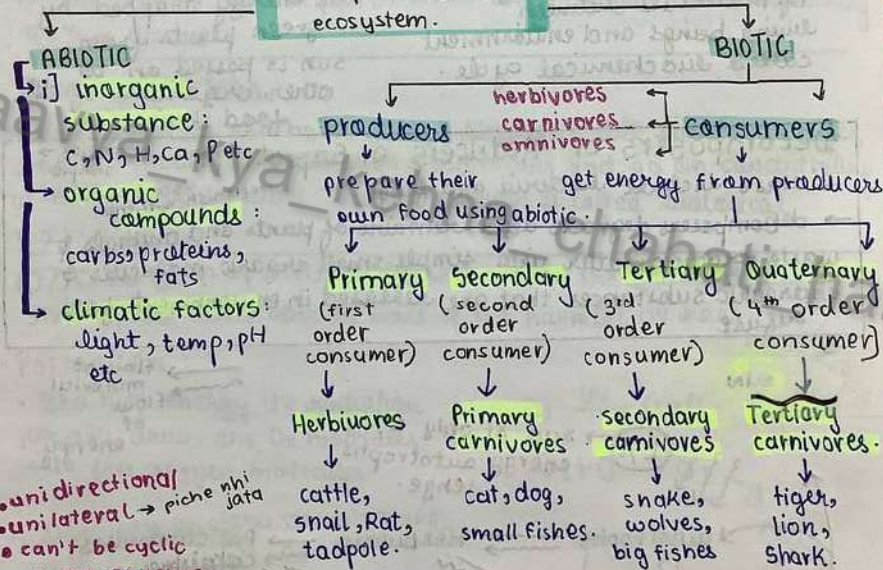 ecosystem.
ABIOTIC
i] inorganic
substance:
C, N, H, Ca, P etc
organic
compounds:
carbs, proteins,
fats
climatic factors:
light, temp, pH
etc
BIOTIC
producers
prepare their
own food using abiotic.
herbivores
carnivores
omnivores
consumers
get energy from producers
Primary
(first
order
consumer)
Herbivores
cattle,
snail, Rat,
tadpole.
Secondary
(second
order
consumer)
Primary
carnivores
cat, dog,
small fishes.
Tertiary
(3rd
order
consumer)
secondary
carnivores
snake,
wolves,
big fishes
Quaternary
(4th order
consumer]
Tertiary
carnivores.
tiger,
lion,
shark.
•unidirectional
•unilateral → piche nhi
jata
• can't be cyclic